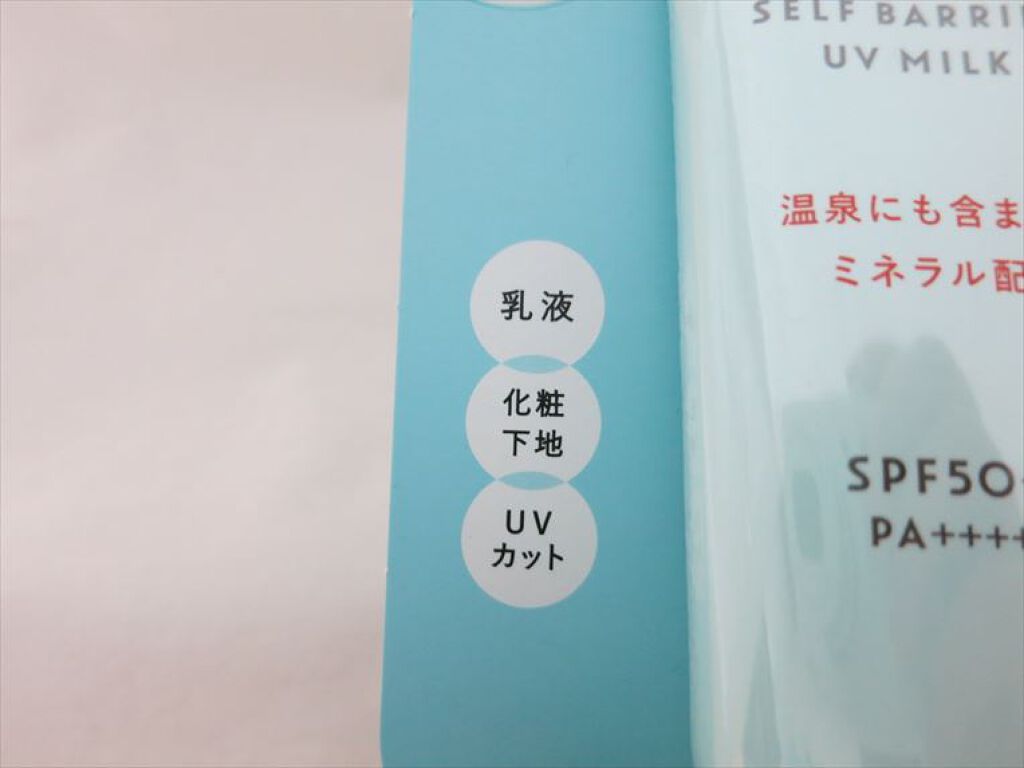 乳液
化粧
下地
UV
カット
SELF BARRI
UV MILK
温泉にも含ま
ミネラル配
SPF50
PA++++